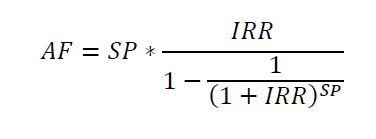 AF = SP * IRR / (1 − 1 / (1 + IRR)^SP)